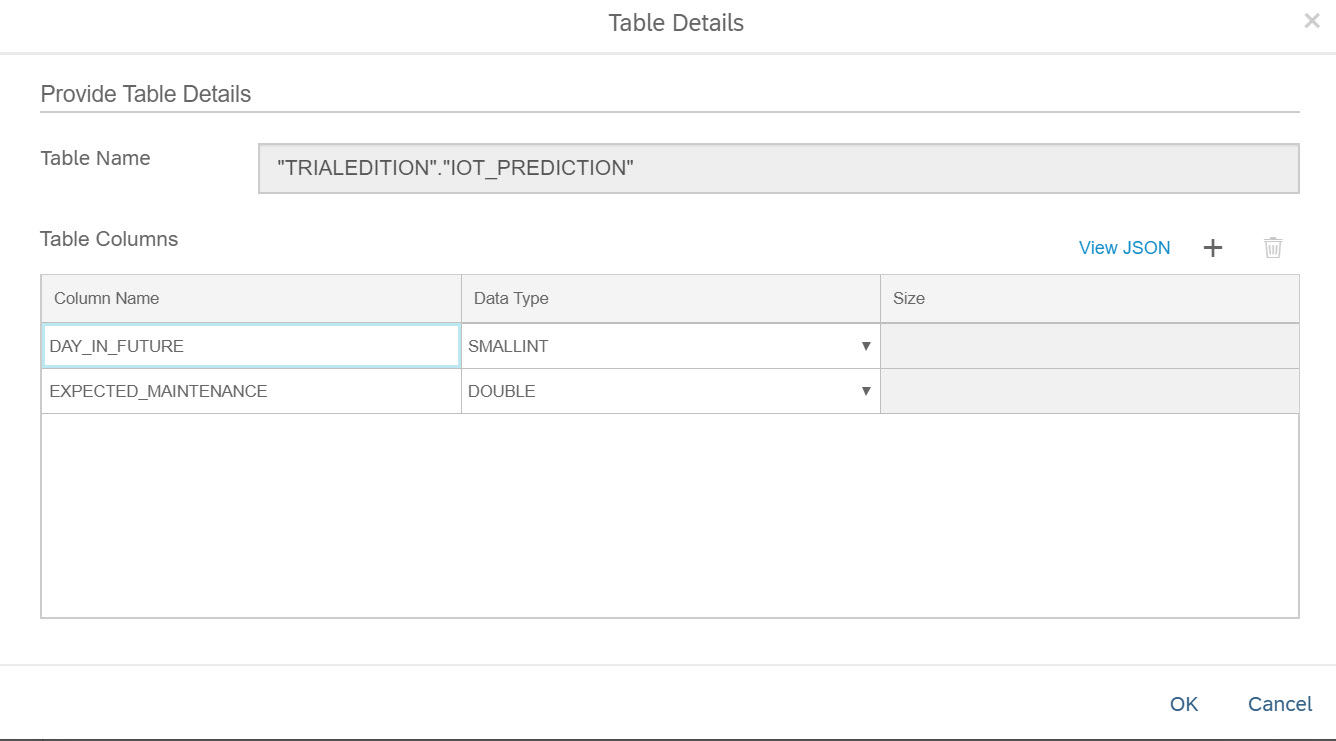 Table Details
Provide Table Details
Table Name "TRIALEDITION"."IOT_PREDICTION"
Table Columns
View JSON
Column Name Data Type Size
DAY_IN_FUTURE SMALLINT
EXPECTED_MAINTENANCE DOUBLE
OK Cancel